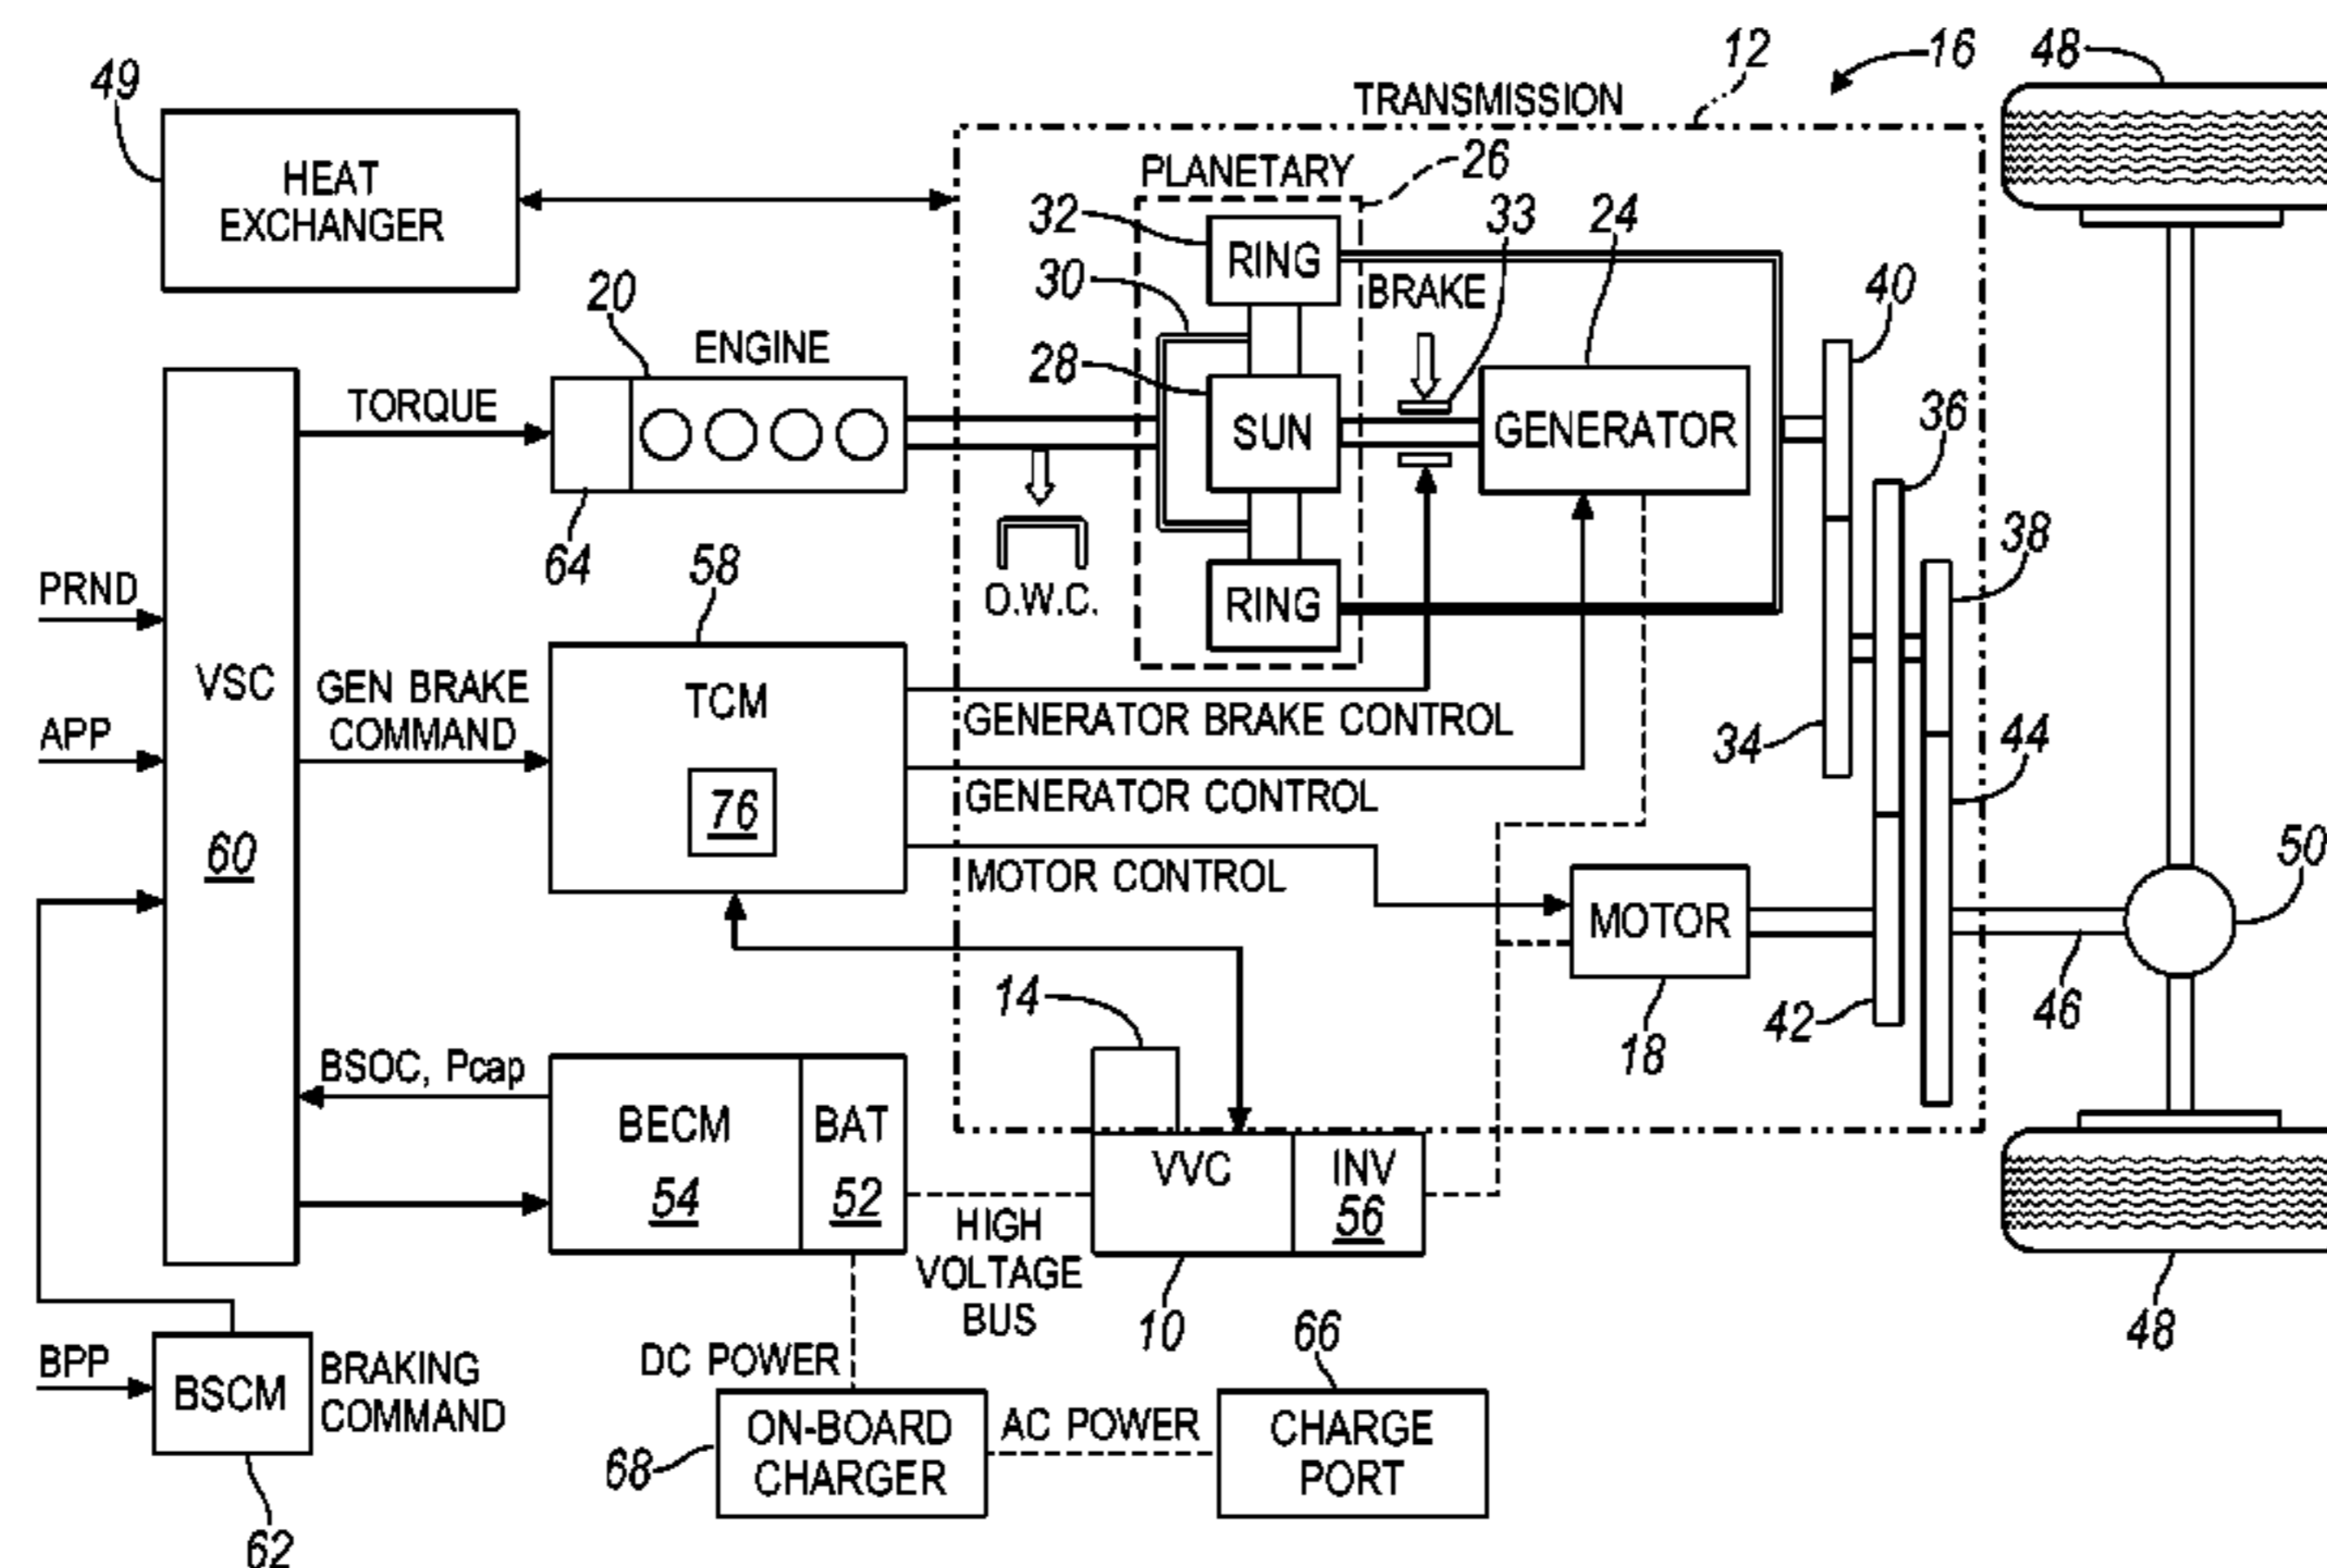 12
16
48
49
TRANSMISSION
HEAT
EXCHANGER
PLANETARY
26
32
33
24
RING
30
BRAKE
40
20
ENGINE
28
SUN
GENERATOR
36
TORQUE
64
O.W.C.
38
PRND
58
RING
VSC
GEN BRAKE
COMMAND
TCM
GENERATOR BRAKE CONTROL
34
44
APP
76
GENERATOR CONTROL
60
MOTOR CONTROL
MOTOR
50
14
18
42
46
BSOC, Pcap
BECM
54
BAT
52
VVC
INV
56
HIGH
VOLTAGE
BUS
10
66
48
BPP
BSCM
BRAKING
COMMAND
DC POWER
68
ON-BOARD
CHARGER
AC POWER
CHARGE
PORT
62